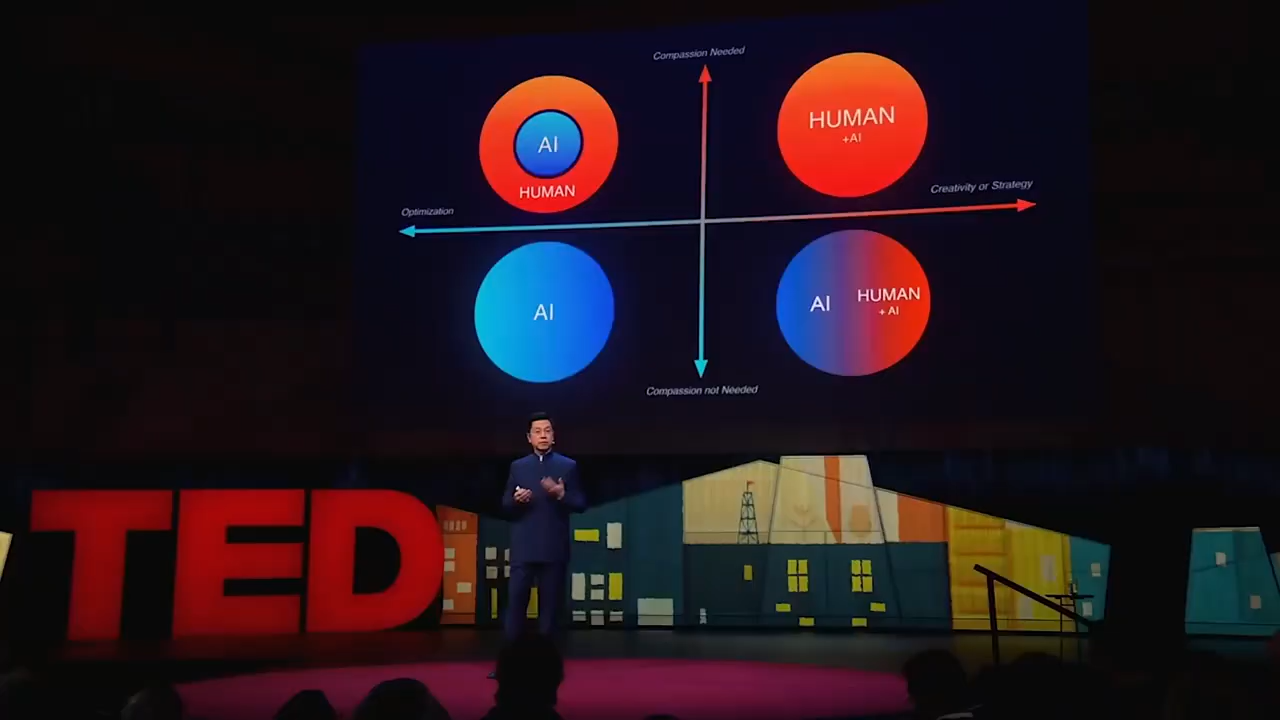 Compassion Needed
AI
HUMAN
HUMAN
+AI
Optimization
Creativity or Strategy
AI
AI
HUMAN
+ AI
Compassion not Needed
TED